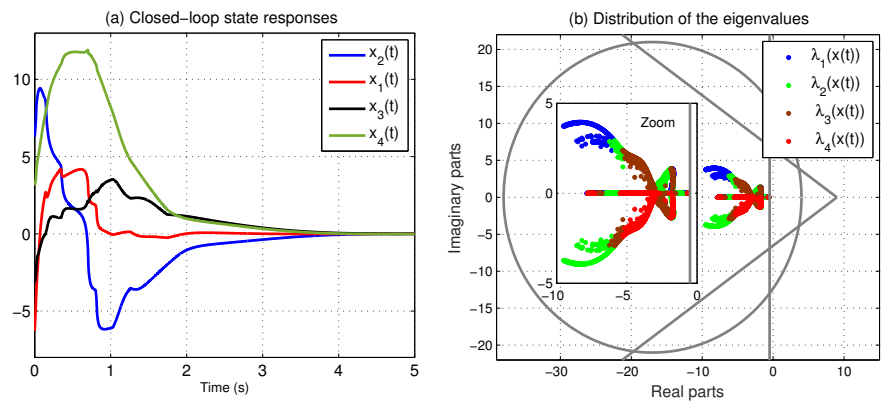 (a) Closed−loop state responses
10
5
0
−5
0
1
2
3
4
5
Time (s)
x2(t)
x1(t)
x3(t)
x4(t)
(b) Distribution of the eigenvalues
Imaginary parts
20
15
10
5
0
−5
−10
−15
−20
−30
−20
−10
0
10
Real parts
λ1(x(t))
λ2(x(t))
λ3(x(t))
λ4(x(t))
Zoom
5
0
−5
−10
−5
0